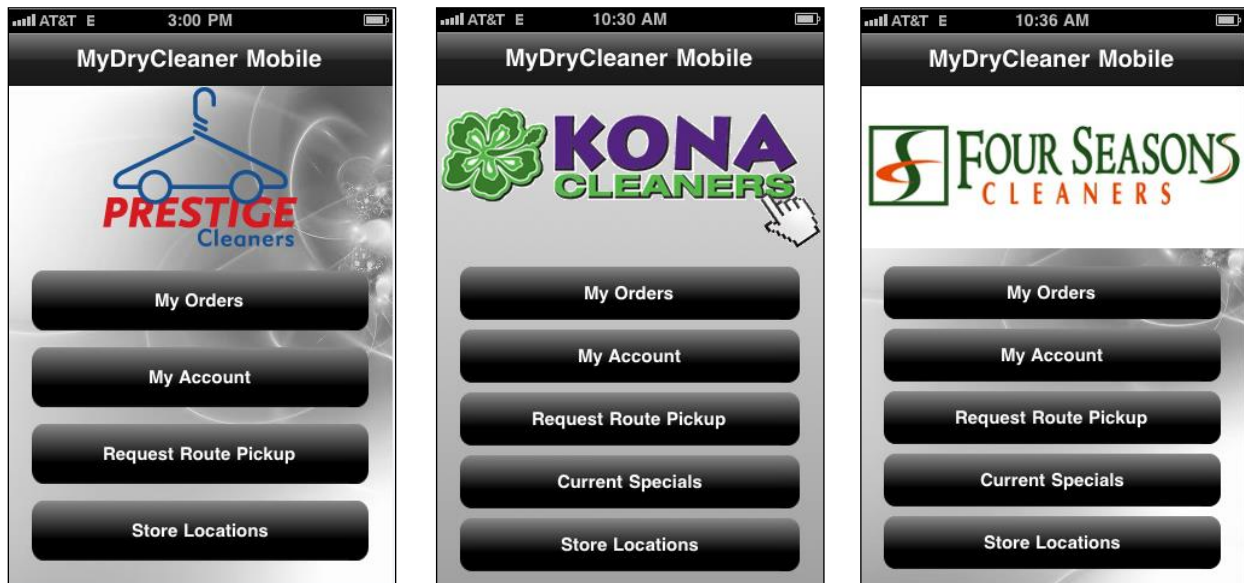 AT&T E 3:00 PM
MyDryCleaner Mobile
PRESTIGE
Cleaners
My Orders
My Account
Request Route Pickup
Store Locations
AT&T E 10:30 AM
MyDryCleaner Mobile
KONA
CLEANERS
My Orders
My Account
Request Route Pickup
Current Specials
Store Locations
AT&T E 10:36 AM
MyDryCleaner Mobile
FOUR SEASONS
CLEANERS
My Orders
My Account
Request Route Pickup
Current Specials
Store Locations